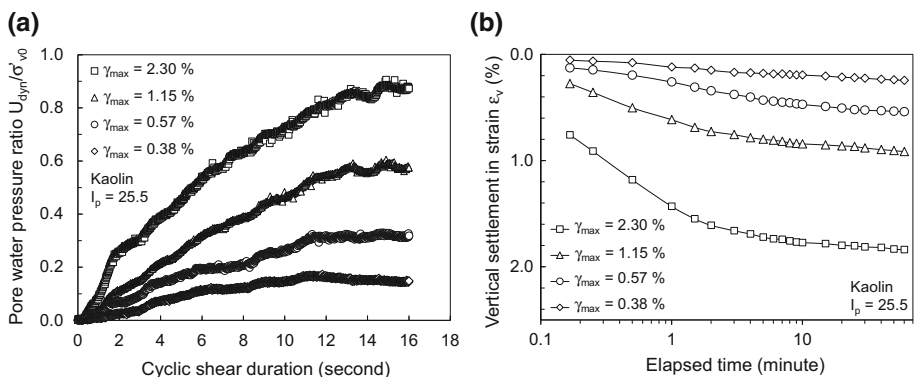 (a)
Pore water pressure ratio U_dyn/σ'_v0
1.0
0.8
0.6
0.4
0.2
0.0
γ_max = 2.30 %
γ_max = 1.15 %
γ_max = 0.57 %
γ_max = 0.38 %
Kaolin
I_p = 25.5
0 2 4 6 8 10 12 14 16 18
Cyclic shear duration (second)
(b)
Vertical settlement in strain ε_v (%)
0.0
1.0
2.0
γ_max = 2.30 %
γ_max = 1.15 %
γ_max = 0.57 %
γ_max = 0.38 %
Kaolin
I_p = 25.5
0.1 1.0 10.0
Elapsed time (minute)